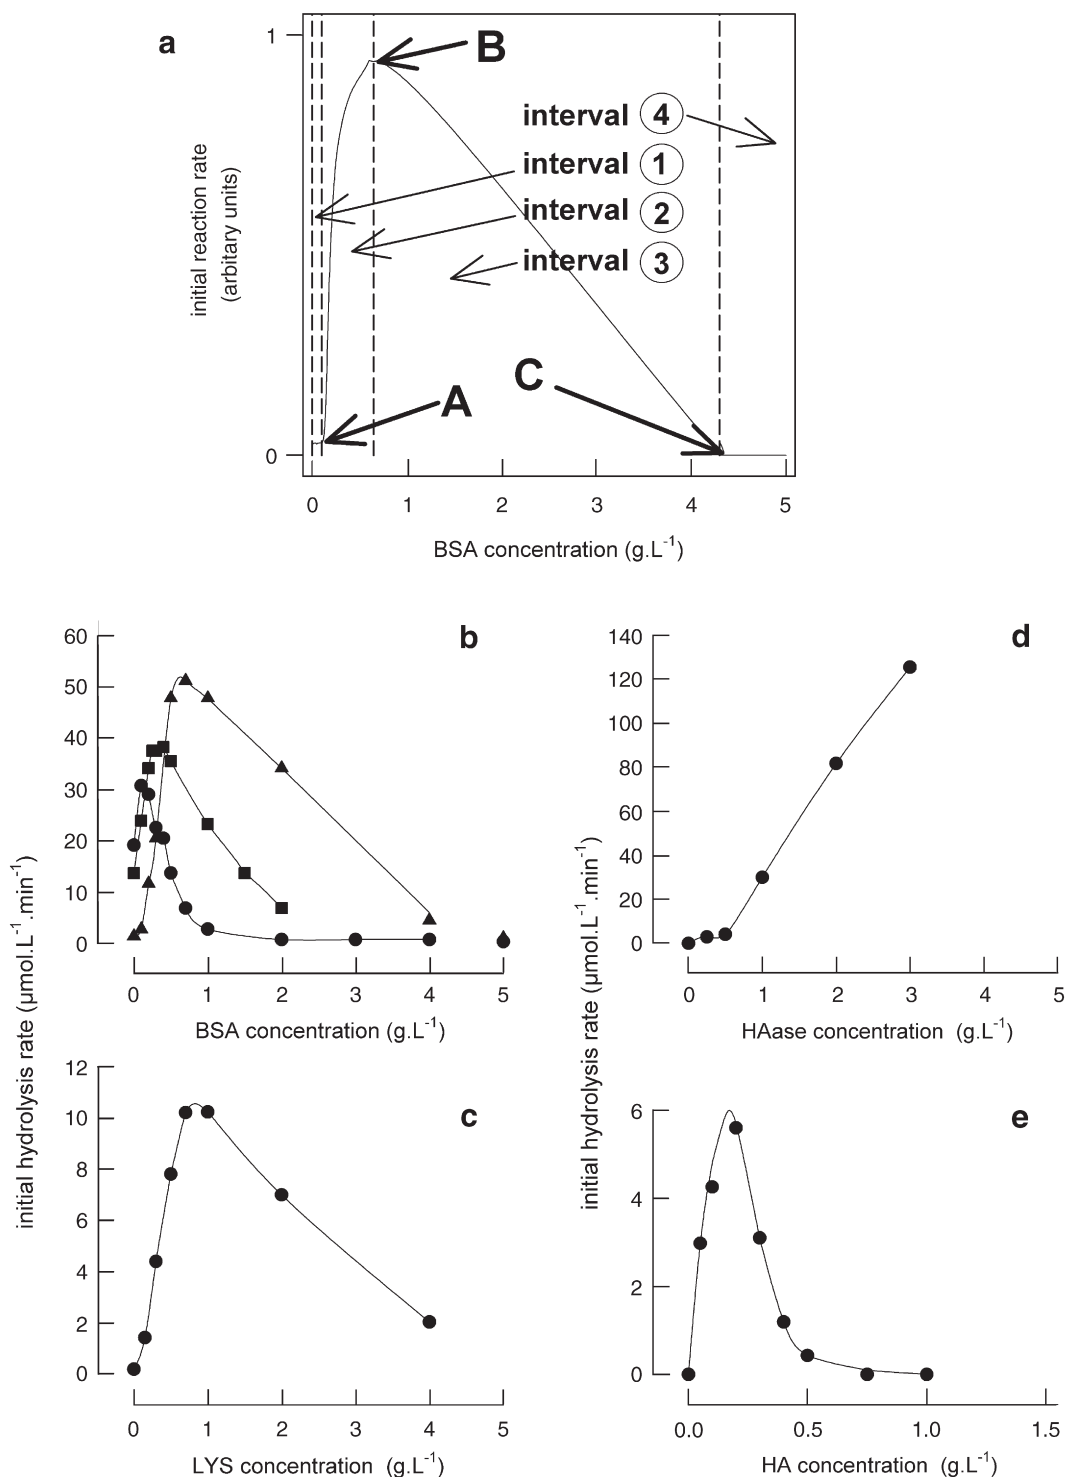 a
1
0
initial reaction rate
(arbitary units)
B
interval 4
interval 1
interval 2
interval 3
C
A
0 1 2 3 4 5
BSA concentration (g.L-1)
b
60
50
40
30
20
10
0
0 1 2 3 4 5
BSA concentration (g.L-1)
initial hydrolysis rate (µmol.L-1.min-1)
d
140
120
100
80
60
40
20
0
0 1 2 3 4 5
HAase concentration (g.L-1)
initial hydrolysis rate (µmol.L-1.min-1)
c
12
10
8
6
4
2
0
0 1 2 3 4 5
LYS concentration (g.L-1)
e
6
4
2
0
0.0 0.5 1.0 1.5
HA concentration (g.L-1)